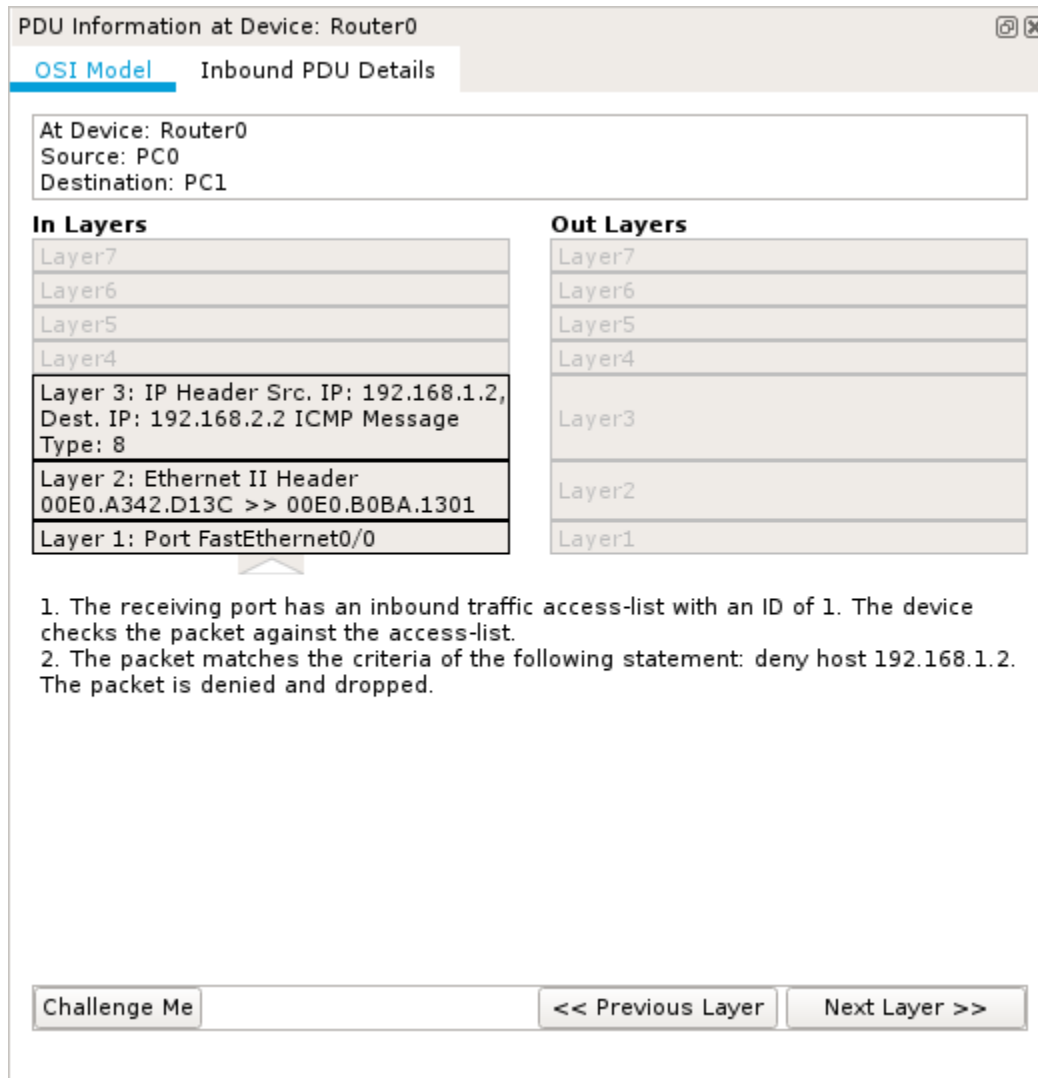 PDU Information at Device: Router0
OSI Model Inbound PDU Details
At Device: Router0
Source: PC0
Destination: PC1
In Layers
Layer7
Layer6
Layer5
Layer4
Layer 3: IP Header Src. IP: 192.168.1.2,
Dest. IP: 192.168.2.2 ICMP Message
Type: 8
Layer 2: Ethernet II Header
00E0.A342.D13C >> 00E0.B0BA.1301
Layer 1: Port FastEthernet0/0
Out Layers
Layer7
Layer6
Layer5
Layer4
Layer3
Layer2
Layer1
1. The receiving port has an inbound traffic access-list with an ID of 1. The device
checks the packet against the access-list.
2. The packet matches the criteria of the following statement: deny host 192.168.1.2.
The packet is denied and dropped.
Challenge Me
<< Previous Layer
Next Layer >>